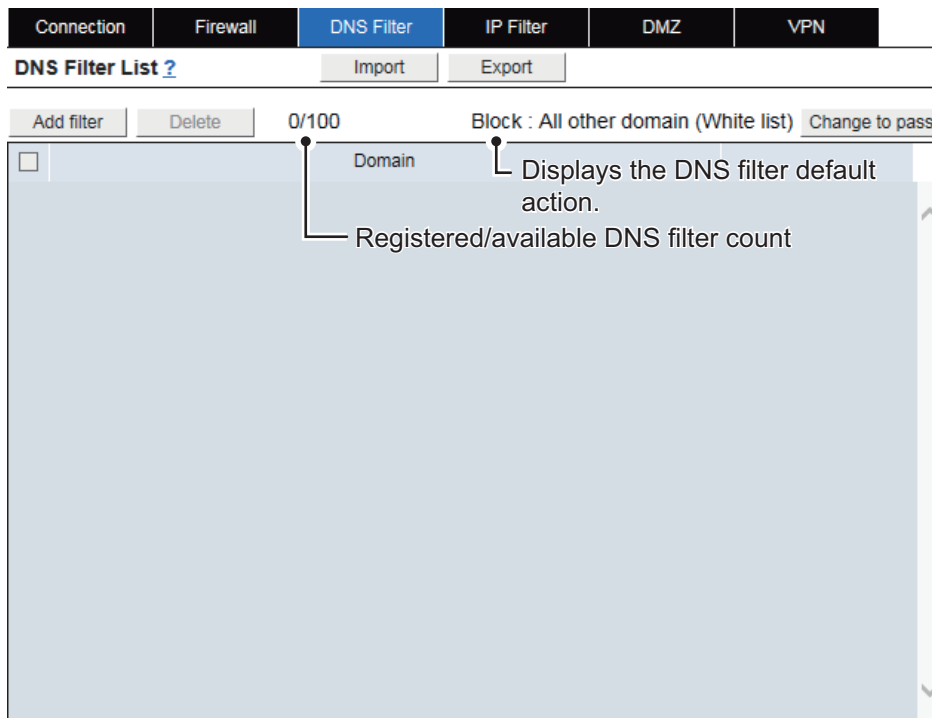 Connection Firewall DNS Filter IP Filter DMZ VPN
DNS Filter List ? Import Export
Add filter Delete 0/100 Block : All other domain (White list) Change to pass
Domain
Displays the DNS filter default
action.
Registered/available DNS filter count